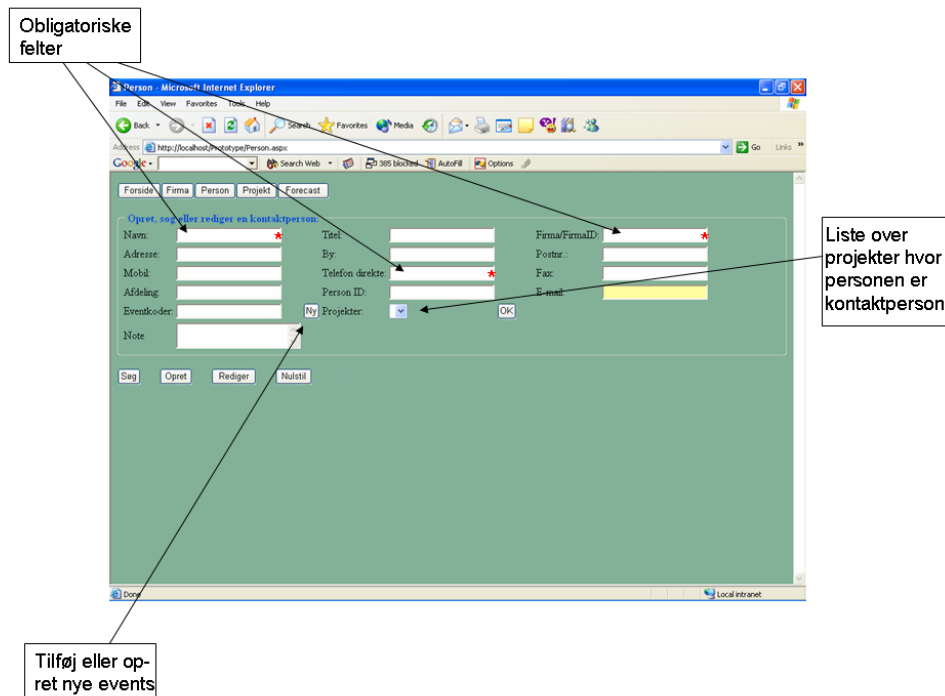 Obligatoriske
felter
Person - Microsoft Internet Explorer
File Edit View Favorites Tools Help
Back Search Favorites Media
Address http://localhost/Prototype/Person.aspx Go Links »
Google Search Web 385 blocked AutoFill Options
Forside Firma Person Projekt Forecast
Opret, søg eller rediger en kontaktperson:
Navn: * Titel: Firma/FirmaID: *
Adresse: By: Postnr.:
Mobil: Telefon direkte: * Fax:
Afdeling: Person ID: E-mail:
Eventkoder: Ny Projekter: OK
Note
Søg Opret Rediger Nulstil
Liste over
projekter hvor
personen er
kontaktperson
Done Local intranet
Tilføj eller op-
ret nye events